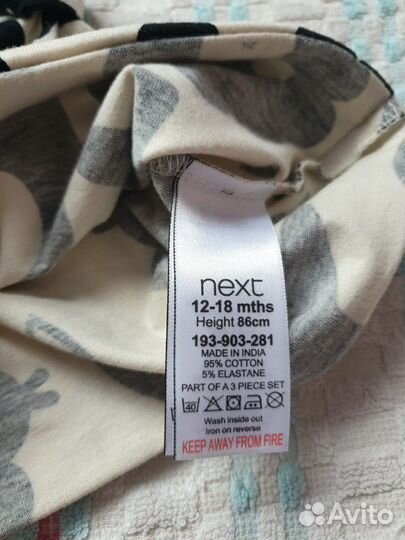 next
12-18 mths
Height 86cm
193-903-281
MADE IN INDIA
95% COTTON
5% ELASTANE
PART OF A 3 PIECE SET
40
Wash inside out
Iron on reverse
KEEP AWAY FROM FIRE
Avito